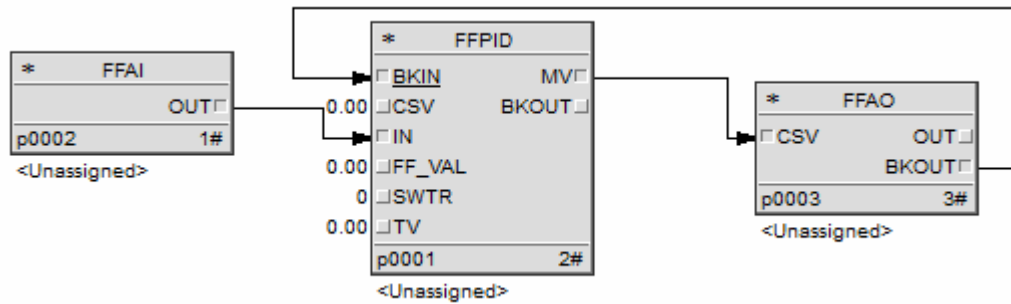 * FFAI
OUT
p0002 1#
<Unassigned>
* FFPID
BKIN MV
0.00 CSV BKOUT
IN
0.00 FF_VAL
0 SWTR
0.00 TV
p0001 2#
<Unassigned>
* FFAO
CSV OUT
BKOUT
p0003 3#
<Unassigned>